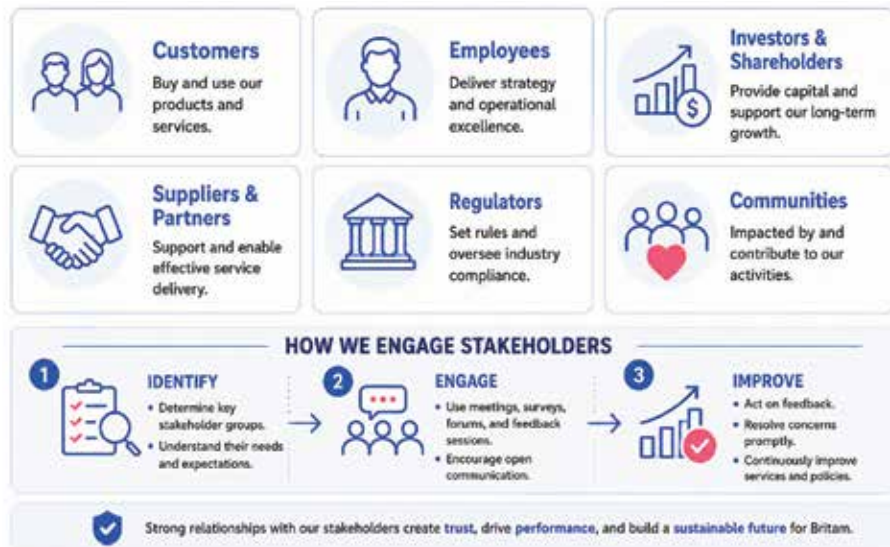 Customers
Buy and use our
products and
services.
Employees
Deliver strategy
and operational
excellence.
Investors &
Shareholders
Provide capital and
support our long-term
growth.
$
Suppliers &
Partners
Support and enable
effective service
delivery.
Regulators
Set rules and
oversee industry
compliance.
Communities
Impacted by and
contribute to our
activities.
HOW WE ENGAGE STAKEHOLDERS
1
IDENTIFY
• Determine key
stakeholder groups.
• Understand their needs
and expectations.
2
ENGAGE
• Use meetings, surveys,
forums, and feedback
sessions.
• Encourage open
communication.
3
IMPROVE
• Act on feedback.
• Resolve concerns
promptly.
• Continuously improve
services and policies.
Strong relationships with our stakeholders create trust, drive performance, and build a sustainable future for Britam.